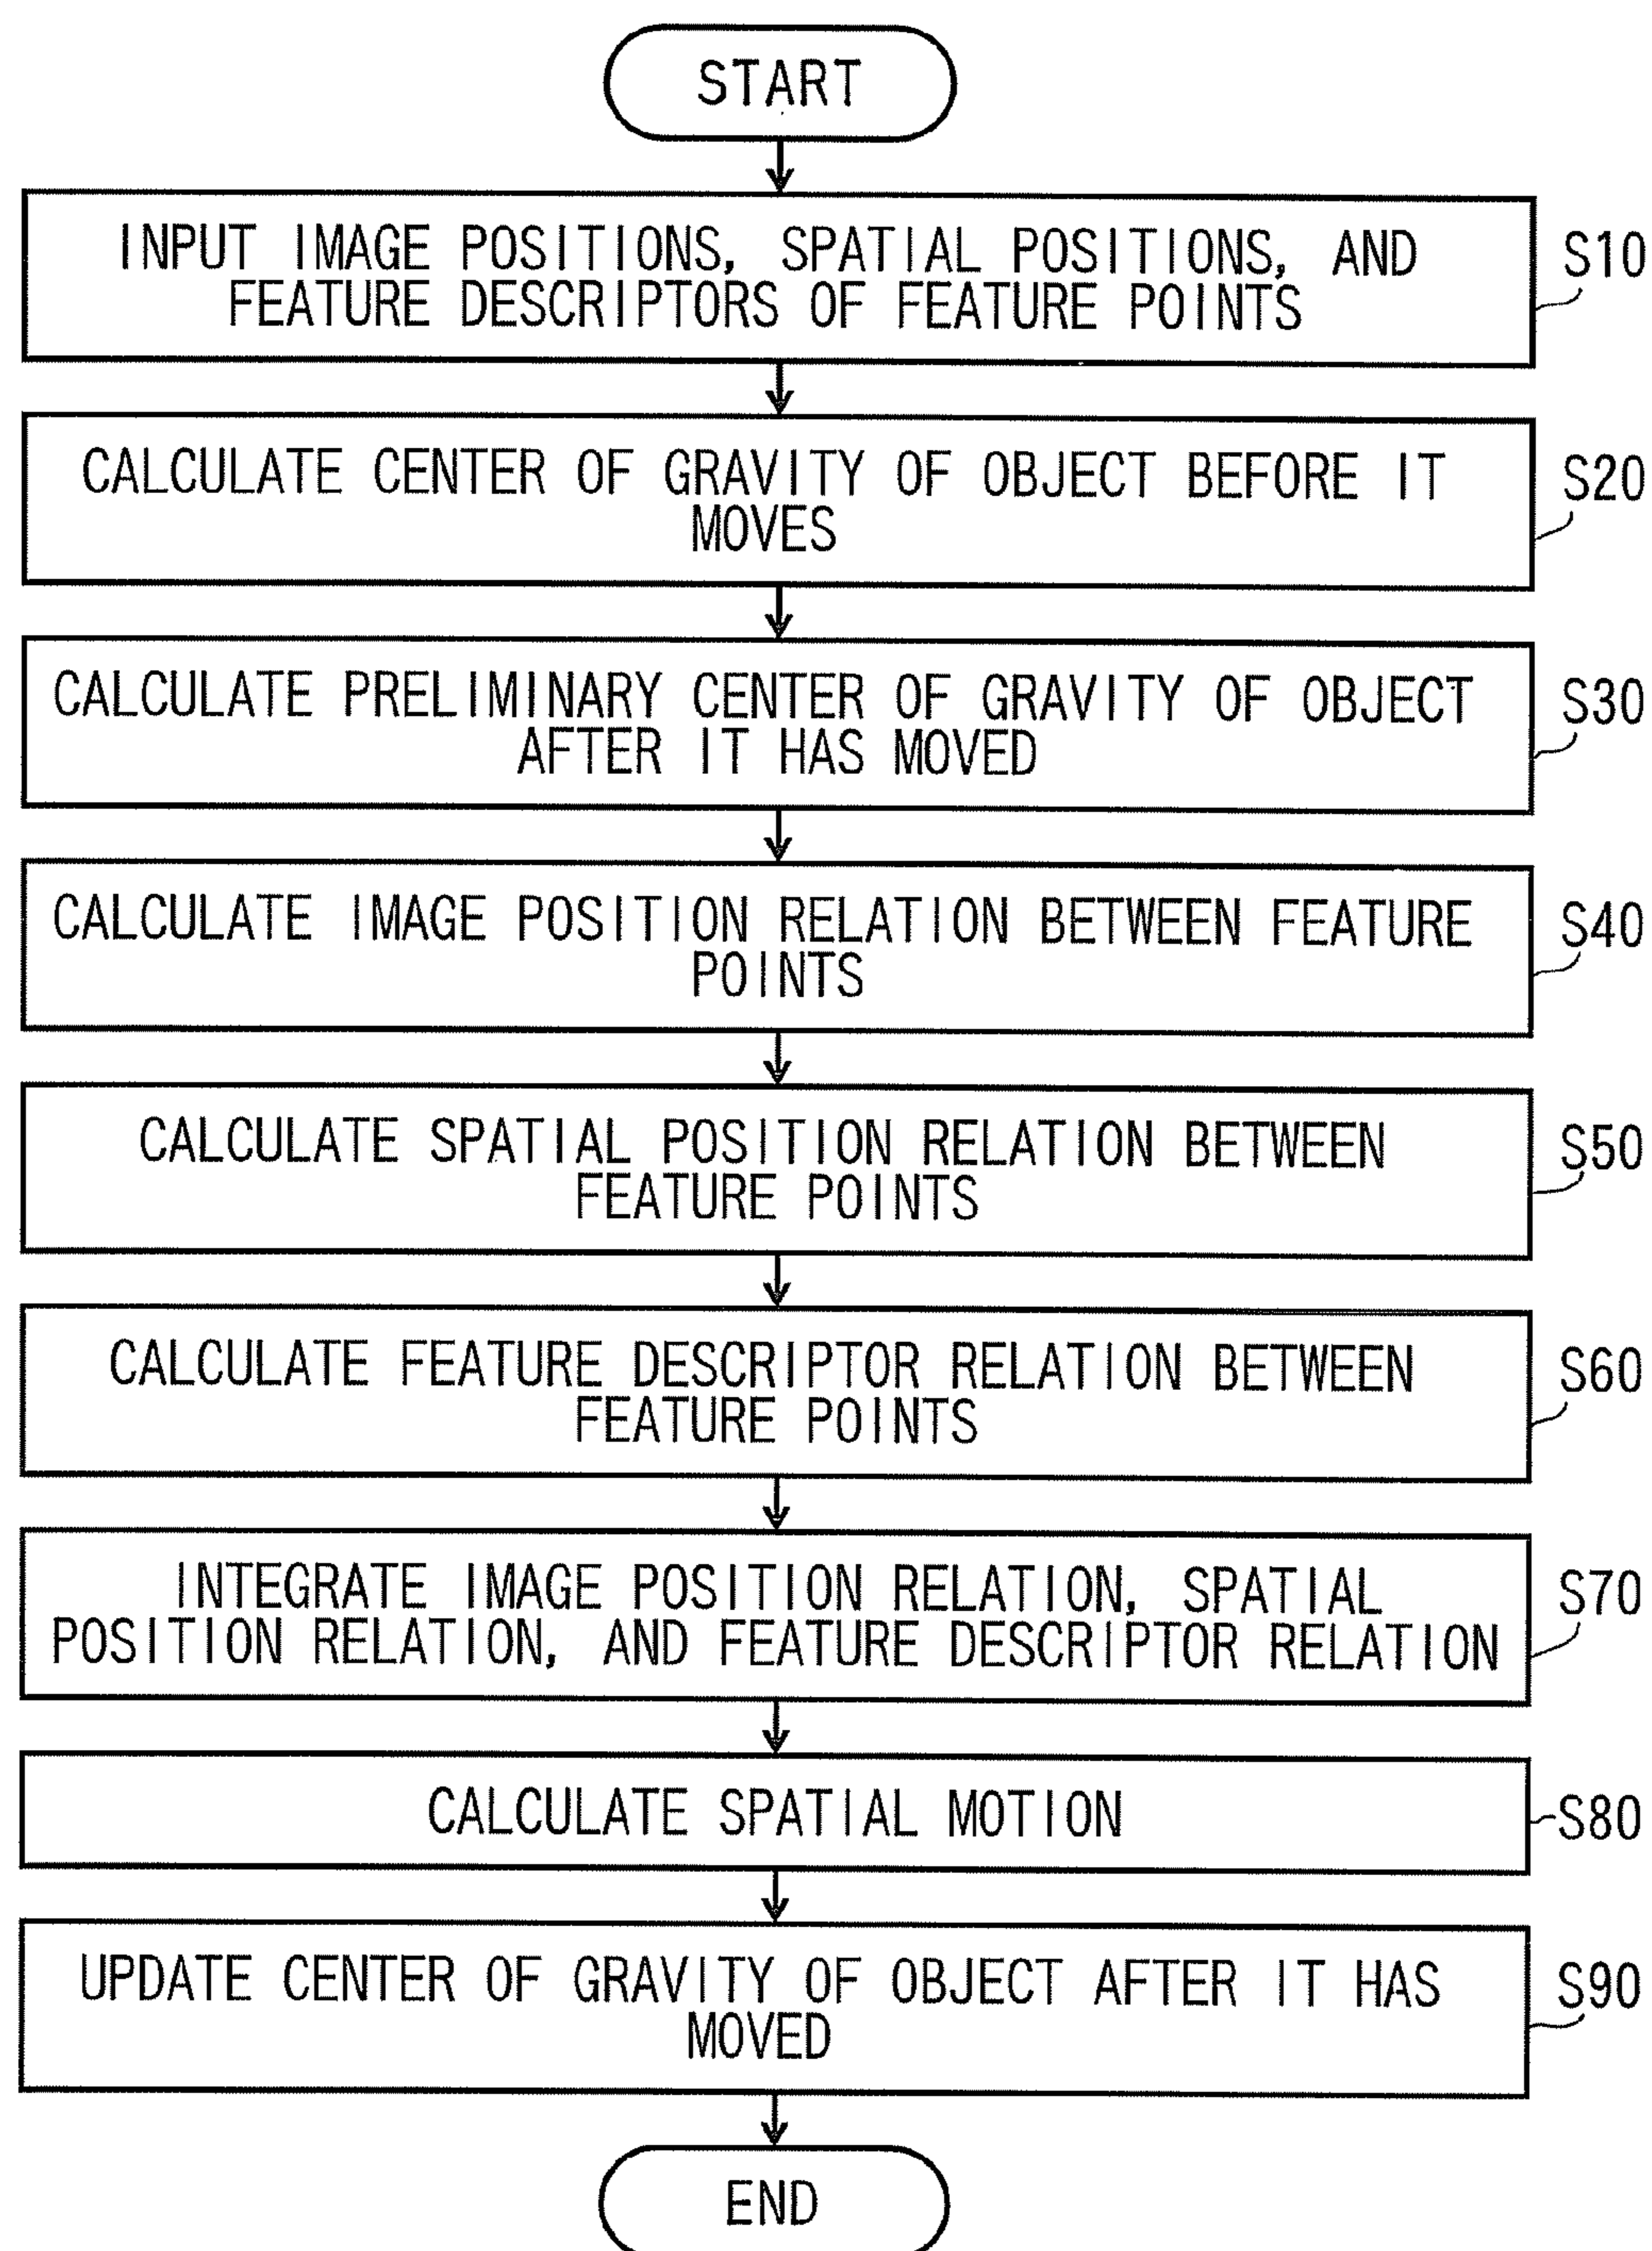 START
INPUT IMAGE POSITIONS, SPATIAL POSITIONS, AND
FEATURE DESCRIPTORS OF FEATURE POINTS
S10
CALCULATE CENTER OF GRAVITY OF OBJECT BEFORE IT
MOVES
S20
CALCULATE PRELIMINARY CENTER OF GRAVITY OF OBJECT
AFTER IT HAS MOVED
S30
CALCULATE IMAGE POSITION RELATION BETWEEN FEATURE
POINTS
S40
CALCULATE SPATIAL POSITION RELATION BETWEEN
FEATURE POINTS
S50
CALCULATE FEATURE DESCRIPTOR RELATION BETWEEN
FEATURE POINTS
S60
INTEGRATE IMAGE POSITION RELATION, SPATIAL
POSITION RELATION, AND FEATURE DESCRIPTOR RELATION
S70
CALCULATE SPATIAL MOTION
S80
UPDATE CENTER OF GRAVITY OF OBJECT AFTER IT HAS
MOVED
S90
END